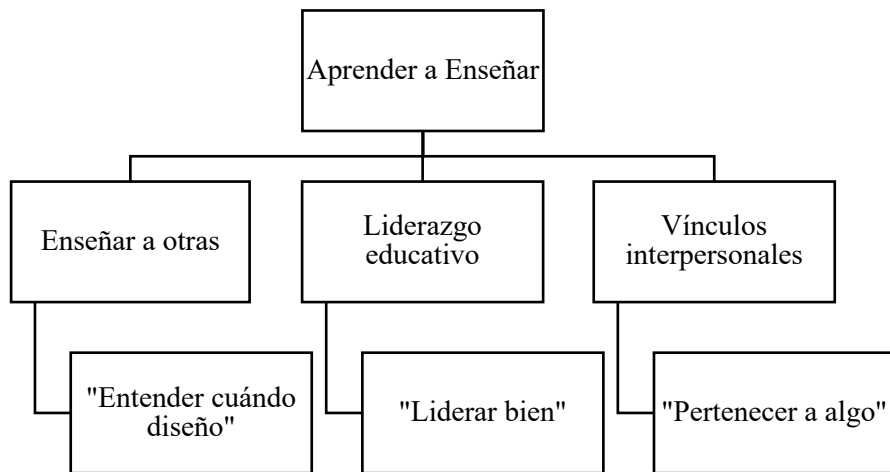 Aprender a Enseñar
Enseñar a otras
Liderazgo
educativo
Vínculos
interpersonales
"Entender cuándo
diseño"
"Liderar bien"
"Pertenecer a algo"